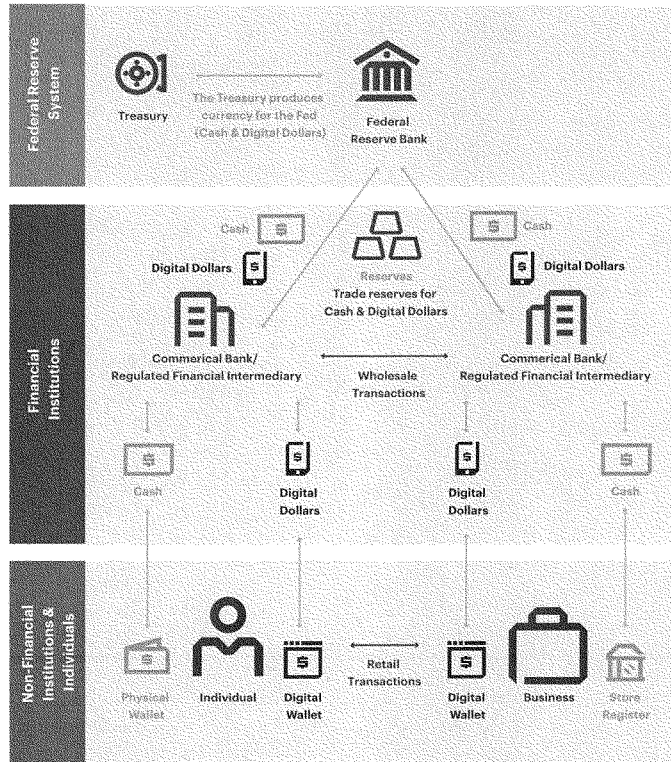 Federal Reserve
System
Treasury
The Treasury produces
currency for the Fed
(Cash & Digital Dollars)
Federal
Reserve Bank
Financial
Institutions
$
Cash
Digital Dollars
$
Reserves
Trade reserves for
Cash & Digital Dollars
$
Cash
$
Digital Dollars
Commerical Bank/
Regulated Financial Intermediary
Wholesale
Transactions
Commerical Bank/
Regulated Financial Intermediary
$
Cash
$
Digital
Dollars
$
Digital
Dollars
$
Cash
Non-Financial
Institutions &
Individuals
$
Physical
Wallet
Individual
$
Digital
Wallet
Retail
Transactions
$
Digital
Wallet
Business
Store
Register